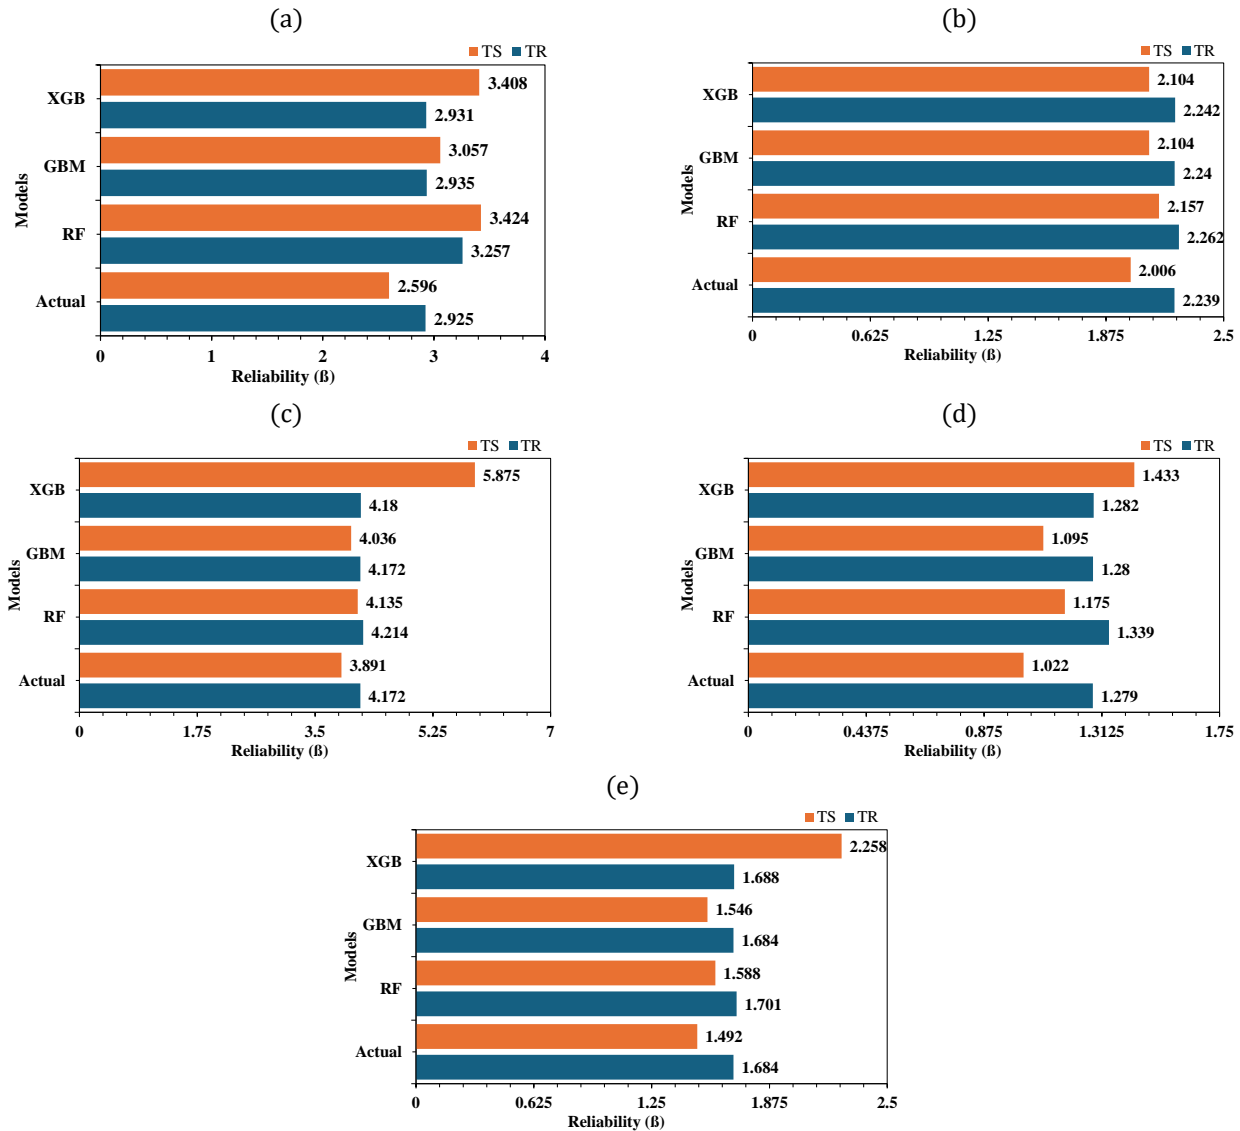 (a)
TS TR
XGB
3.408
2.931
GBM
3.057
2.935
RF
3.424
3.257
Actual
2.596
2.925
Models
0 1 2 3 4
Reliability (ß)
(b)
TS TR
XGB
2.104
2.242
GBM
2.104
2.24
RF
2.157
2.262
Actual
2.006
2.239
Models
0 0.625 1.25 1.875 2.5
Reliability (ß)
(c)
TS TR
XGB
5.875
4.18
GBM
4.036
4.172
RF
4.135
4.214
Actual
3.891
4.172
Models
0 1.75 3.5 5.25 7
Reliability (ß)
(d)
TS TR
XGB
1.433
1.282
GBM
1.095
1.28
RF
1.175
1.339
Actual
1.022
1.279
Models
0 0.4375 0.875 1.3125 1.75
Reliability (ß)
(e)
TS TR
XGB
2.258
1.688
GBM
1.546
1.684
RF
1.588
1.701
Actual
1.492
1.684
Models
0 0.625 1.25 1.875 2.5
Reliability (ß)